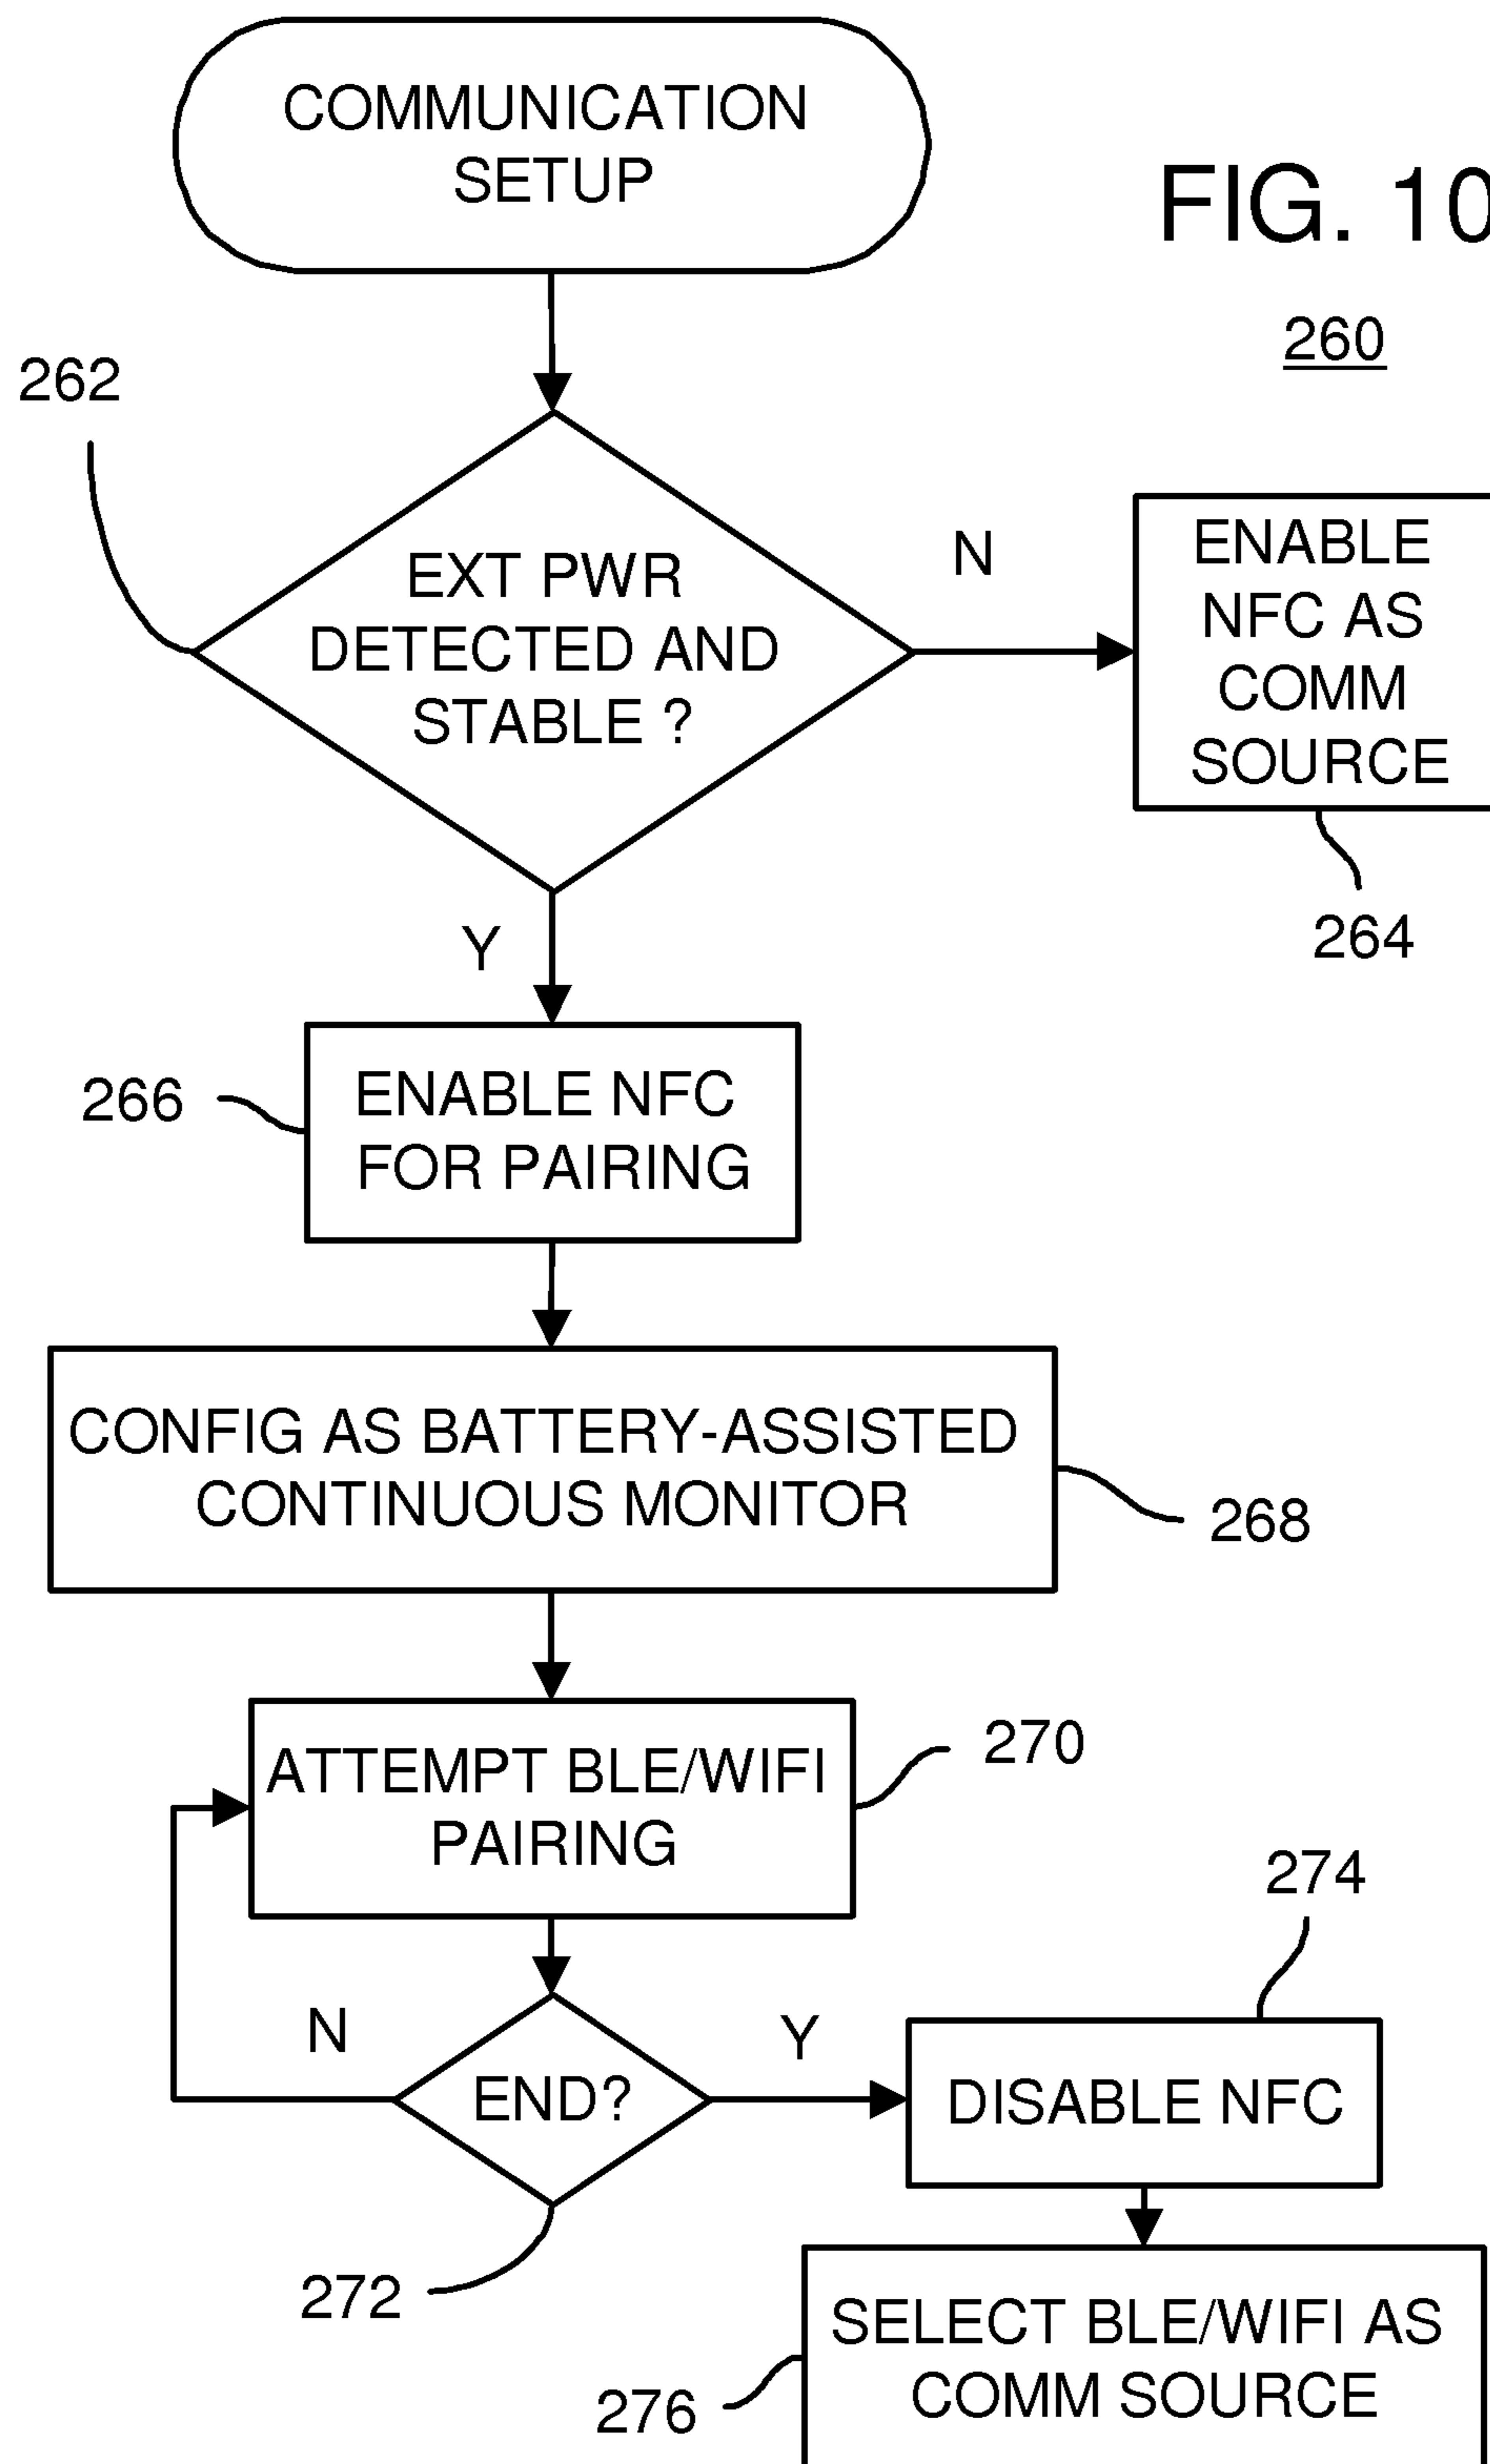 COMMUNICATION
SETUP
FIG. 10
260
262
EXT PWR
DETECTED AND
STABLE ?
N
ENABLE
NFC AS
COMM
SOURCE
264
Y
266
ENABLE NFC
FOR PAIRING
CONFIG AS BATTERY-ASSISTED
CONTINUOUS MONITOR
268
ATTEMPT BLE/WIFI
PAIRING
270
274
N
END?
Y
DISABLE NFC
272
SELECT BLE/WIFI AS
COMM SOURCE
276